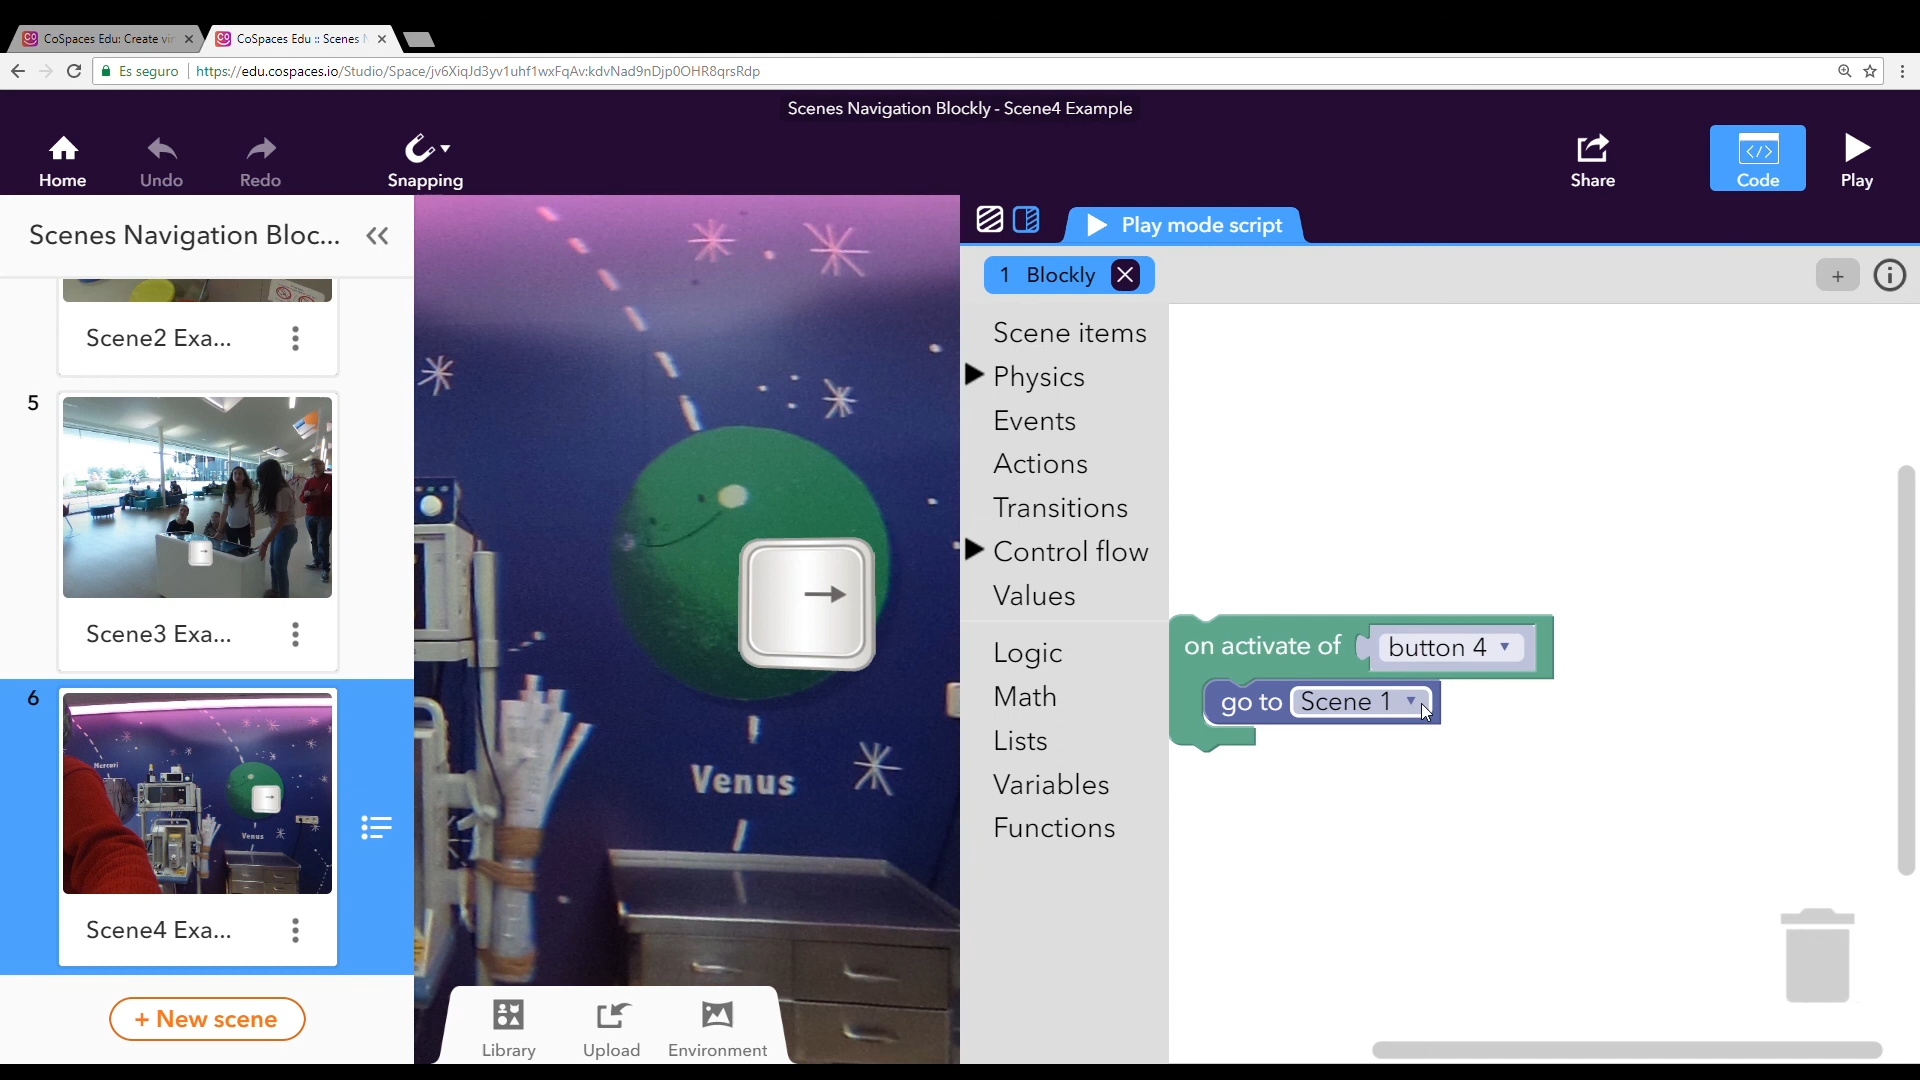 CoSpaces Edu: Create vir
CoSpaces Edu :: Scenes
Es seguro
https://edu.cospaces.io/Studio/Space/jv6XiqJd3yv1uhf1wxFqAv:kdvNad9nDjp0OHR8qrsRdp
Scenes Navigation Blockly - Scene4 Example
Home
Undo
Redo
Snapping
Share
Code
Play
Scenes Navigation Bloc...
Play mode script
1 Blockly
+
Scene2 Exa...
5
Scene3 Exa...
6
Mercuri
Venus
Scene4 Exa...
+ New scene
Venus
Library
Upload
Environment
Scene items
Physics
Events
Actions
Transitions
Control flow
Values
Logic
Math
Lists
Variables
Functions
on activate of button 4
go to Scene 1